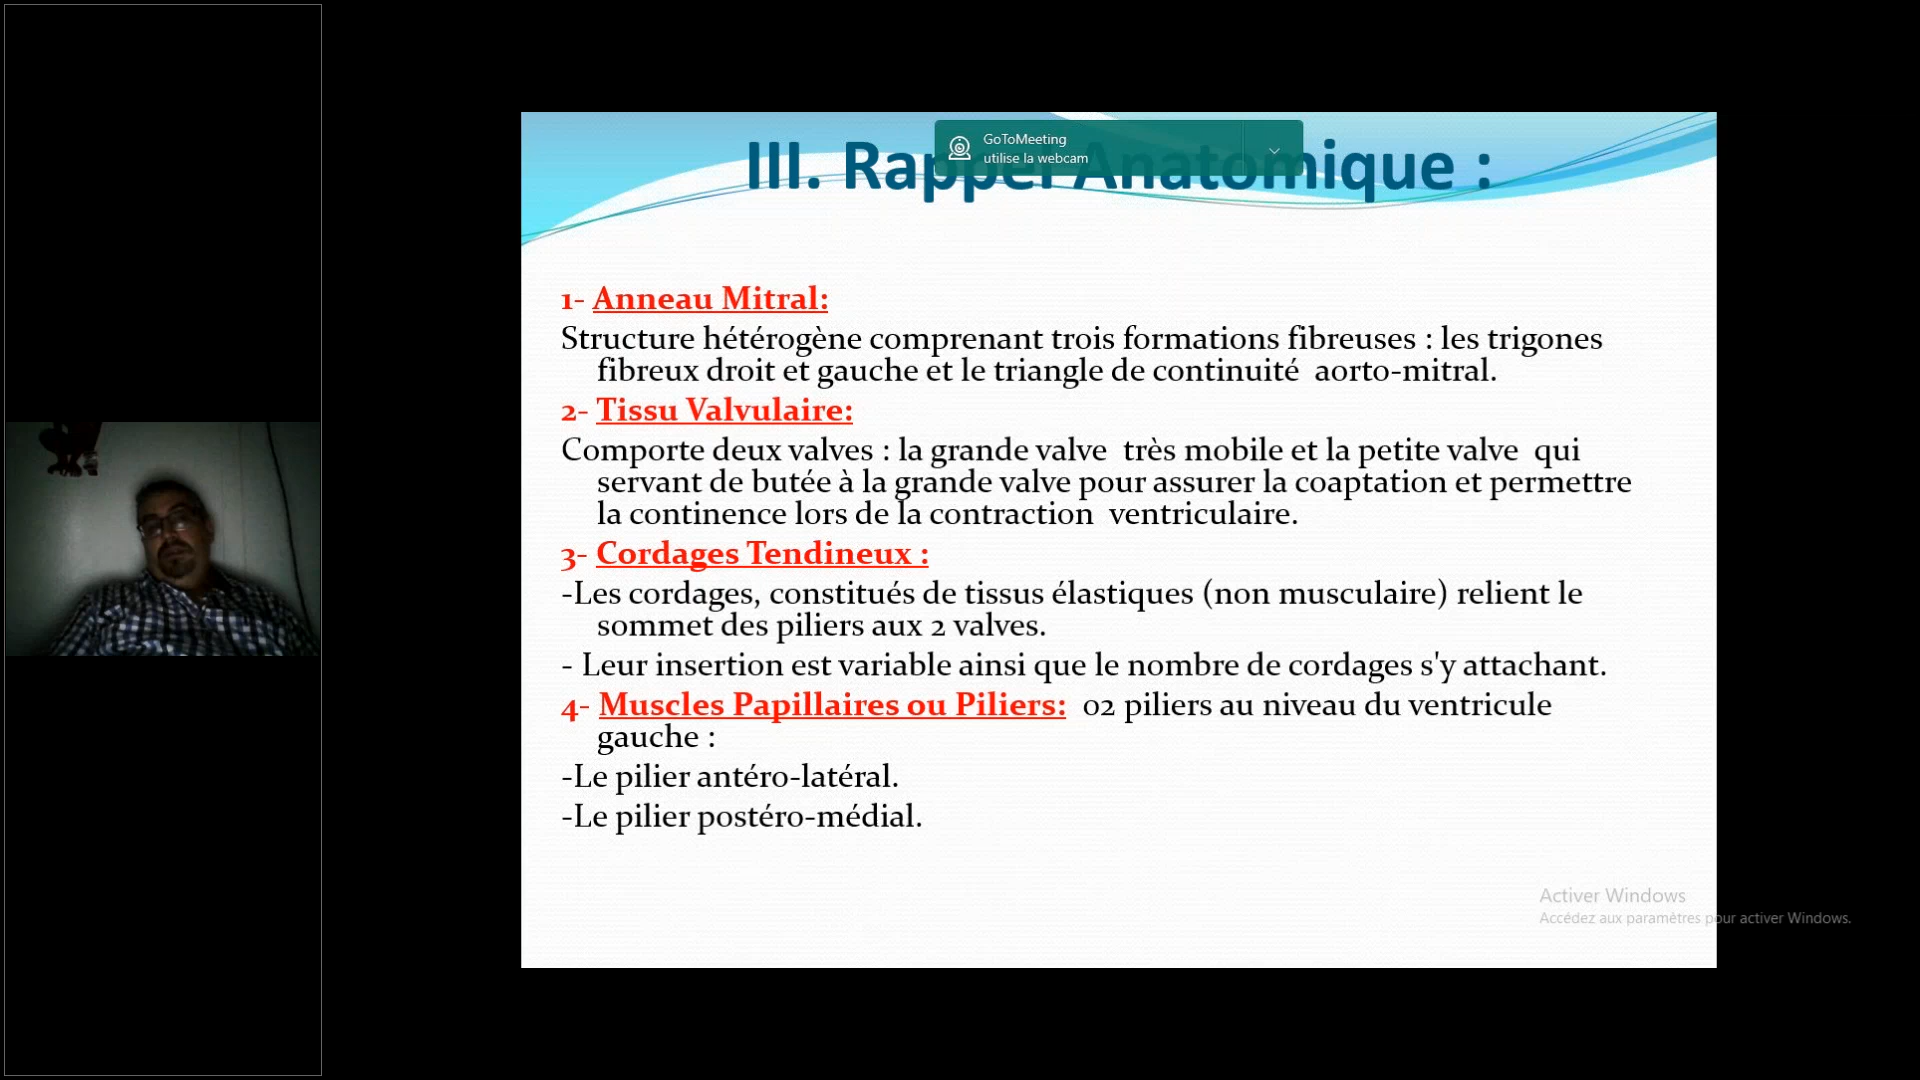 GoToMeeting
utilise la webcam
III. Rappel Anatomique :
1- Anneau Mitral:
Structure hétérogène comprenant trois formations fibreuses : les trigones
fibreux droit et gauche et le triangle de continuité aorto-mitral.
2- Tissu Valvulaire:
Comporte deux valves : la grande valve très mobile et la petite valve qui
servant de butée à la grande valve pour assurer la coaptation et permettre
la continence lors de la contraction ventriculaire.
3- Cordages Tendineux :
-Les cordages, constitués de tissus élastiques (non musculaire) relient le
sommet des piliers aux 2 valves.
- Leur insertion est variable ainsi que le nombre de cordages s'y attachant.
4- Muscles Papillaires ou Piliers: 02 piliers au niveau du ventricule
gauche :
-Le pilier antéro-latéral.
-Le pilier postéro-médial.
Activer Windows
Accédez aux paramètres pour activer Windows.